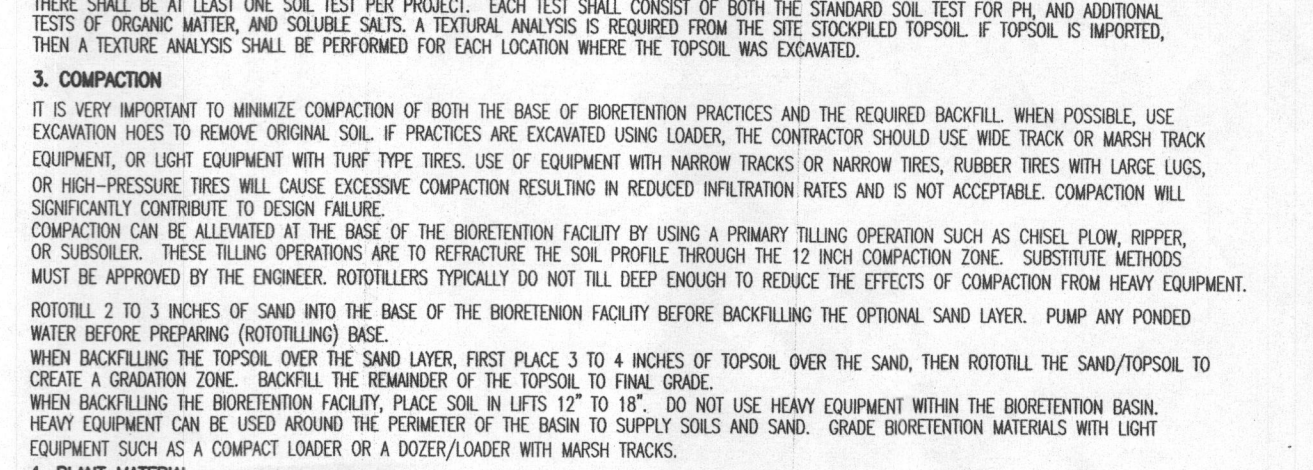 THERE SHALL BE AT LEAST ONE SOIL TEST PER PROJECT. EACH TEST SHALL CONSIST OF BOTH THE STANDARD SOIL TEST FOR PH, AND ADDITIONAL
TESTS OF ORGANIC MATTER, AND SOLUBLE SALTS. A TEXTURAL ANALYSIS IS REQUIRED FROM THE SITE STOCKPILED TOPSOIL. IF TOPSOIL IS IMPORTED,
THEN A TEXTURE ANALYSIS SHALL BE PERFORMED FOR EACH LOCATION WHERE THE TOPSOIL WAS EXCAVATED.
3. COMPACTION
IT IS VERY IMPORTANT TO MINIMIZE COMPACTION OF BOTH THE BASE OF BIORETENTION PRACTICES AND THE REQUIRED BACKFILL. WHEN POSSIBLE, USE
EXCAVATION HOES TO REMOVE ORIGINAL SOIL. IF PRACTICES ARE EXCAVATED USING LOADER, THE CONTRACTOR SHOULD USE WIDE TRACK OR MARSH TRACK
EQUIPMENT, OR LIGHT EQUIPMENT WITH TURF TYPE TIRES. USE OF EQUIPMENT WITH NARROW TRACKS OR NARROW TIRES, RUBBER TIRES WITH LARGE LUGS,
OR HIGH-PRESSURE TIRES WILL CAUSE EXCESSIVE COMPACTION RESULTING IN REDUCED INFILTRATION RATES AND IS NOT ACCEPTABLE. COMPACTION WILL
SIGNIFICANTLY CONTRIBUTE TO DESIGN FAILURE.
COMPACTION CAN BE ALLEVIATED AT THE BASE OF THE BIORETENTION FACILITY BY USING A PRIMARY TILLING OPERATION SUCH AS CHISEL PLOW, RIPPER,
OR SUBSOILER. THESE TILLING OPERATIONS ARE TO REFRACTURE THE SOIL PROFILE THROUGH THE 12 INCH COMPACTION ZONE. SUBSTITUTE METHODS
MUST BE APPROVED BY THE ENGINEER. ROTOTILLERS TYPICALLY DO NOT TILL DEEP ENOUGH TO REDUCE THE EFFECTS OF COMPACTION FROM HEAVY EQUIPMENT.
ROTOTILL 2 TO 3 INCHES OF SAND INTO THE BASE OF THE BIORETENION FACILITY BEFORE BACKFILLING THE OPTIONAL SAND LAYER. PUMP ANY PONDED
WATER BEFORE PREPARING (ROTOTILLING) BASE.
WHEN BACKFILLING THE TOPSOIL OVER THE SAND LAYER, FIRST PLACE 3 TO 4 INCHES OF TOPSOIL OVER THE SAND, THEN ROTOTILL THE SAND/TOPSOIL TO
CREATE A GRADATION ZONE. BACKFILL THE REMAINDER OF THE TOPSOIL TO FINAL GRADE.
WHEN BACKFILLING THE BIORETENTION FACILITY, PLACE SOIL IN LIFTS 12" TO 18". DO NOT USE HEAVY EQUIPMENT WITHIN THE BIORETENTION BASIN.
HEAVY EQUIPMENT CAN BE USED AROUND THE PERIMETER OF THE BASIN TO SUPPLY SOILS AND SAND. GRADE BIORETENTION MATERIALS WITH LIGHT
EQUIPMENT SUCH AS A COMPACT LOADER OR A DOZER/LOADER WITH MARSH TRACKS.
4. PLANT MATERIAL